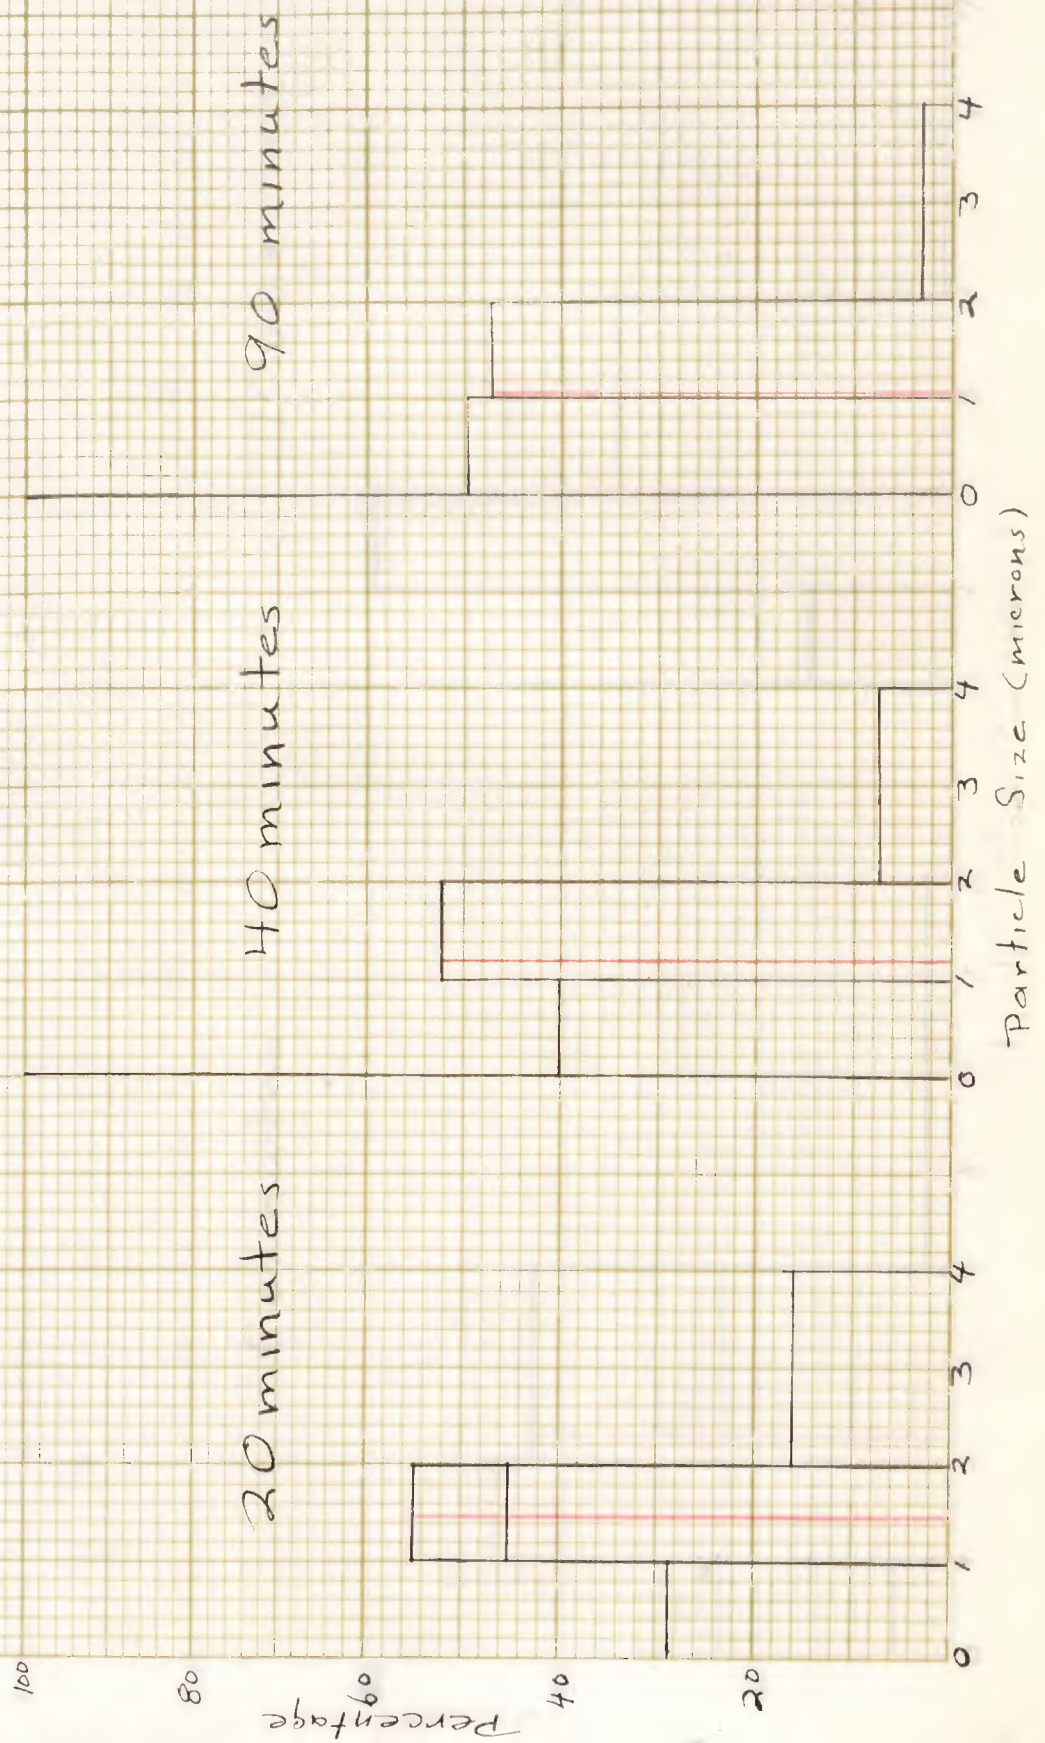 20 minutes
40 minutes
90 minutes
Percentage
100
80
60
40
20
0 1 2 3 4
0 1 2 3 4
0 1 2 3 4
Particle Size (microns)